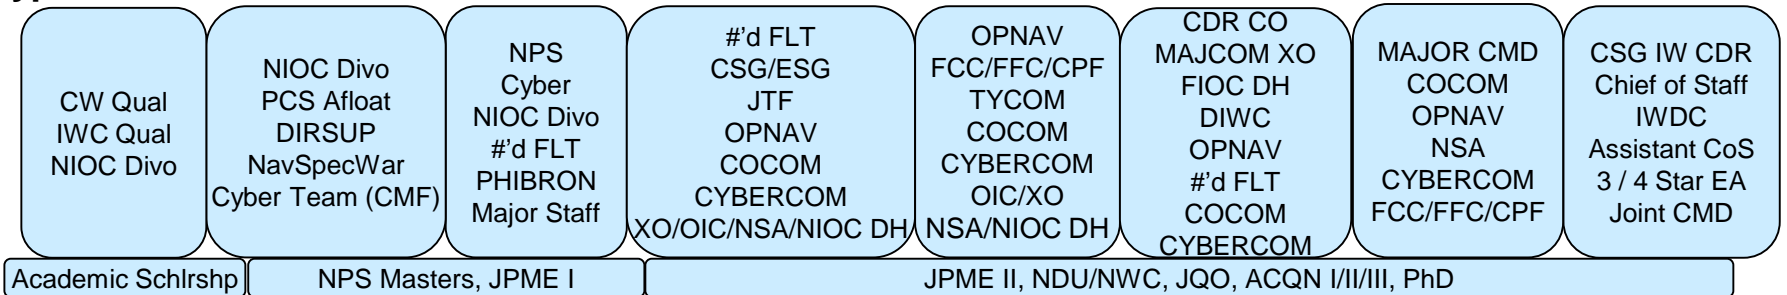 CW Qual
IWC Qual
NIOC Divo
NIOC Divo
PCS Afloat
DIRSUP
NavSpecWar
Cyber Team (CMF)
NPS
Cyber
NIOC Divo
#'d FLT
PHIBRON
Major Staff
#'d FLT
CSG/ESG
JTF
OPNAV
COCOM
CYBERCOM
XO/OIC/NSA/NIOC DH
OPNAV
FCC/FFC/CPF
TYCOM
COCOM
CYBERCOM
OIC/XO
NSA/NIOC DH
CDR CO
MAJCOM XO
FIOC DH
DIWC
OPNAV
#'d FLT
COCOM
CYBERCOM
MAJOR CMD
COCOM
OPNAV
NSA
CYBERCOM
FCC/FFC/CPF
CSG IW CDR
Chief of Staff
IWDC
Assistant CoS
3 / 4 Star EA
Joint CMD
Academic Schlrshp
NPS Masters, JPME I
JPME II, NDU/NWC, JQO, ACQN I/II/III, PhD